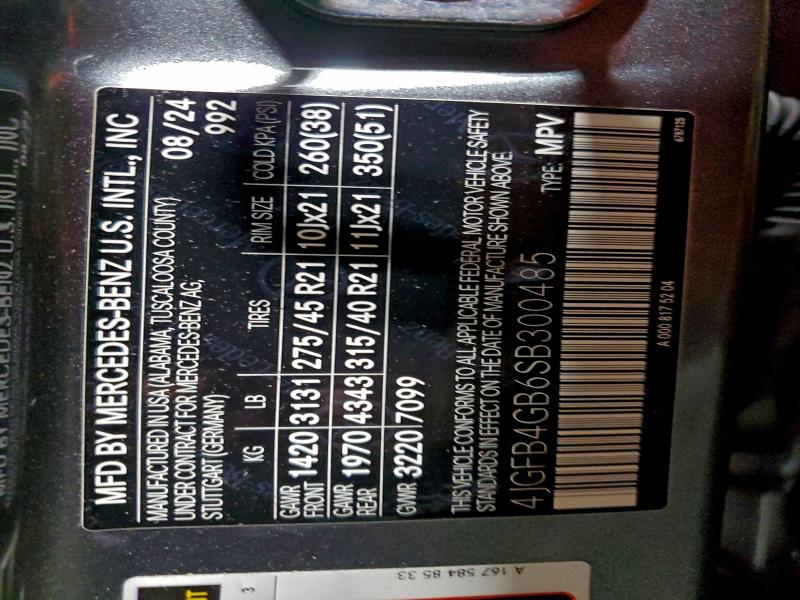 MFD BY MERCEDES-BENZ U.S. INTL., INC
MANUFACTURED IN USA (ALABAMA, TUSCALOOSA COUNTY) 08/24
UNDER CONTRACT FOR MERCEDES-BENZ AG,
STUTTGART (GERMANY) 992
KG LB TIRES RIM SIZE COLD KPA (PSI)
GAWR
FRONT 1420 3131 275/45 R21 10Jx21 260(38)
GAWR
REAR 1970 4343 315/40 R21 11Jx21 350(51)
GVWR 3220 7099
THIS VEHICLE CONFORMS TO ALL APPLICABLE FEDERAL MOTOR VEHICLE SAFETY
STANDARDS IN EFFECT ON THE DATE OF MANUFACTURE SHOWN ABOVE.
4JGFB4GB6SB300485 TYPE: MPV
A 000 817 52 04
6787125
A 167 584 85 33
3